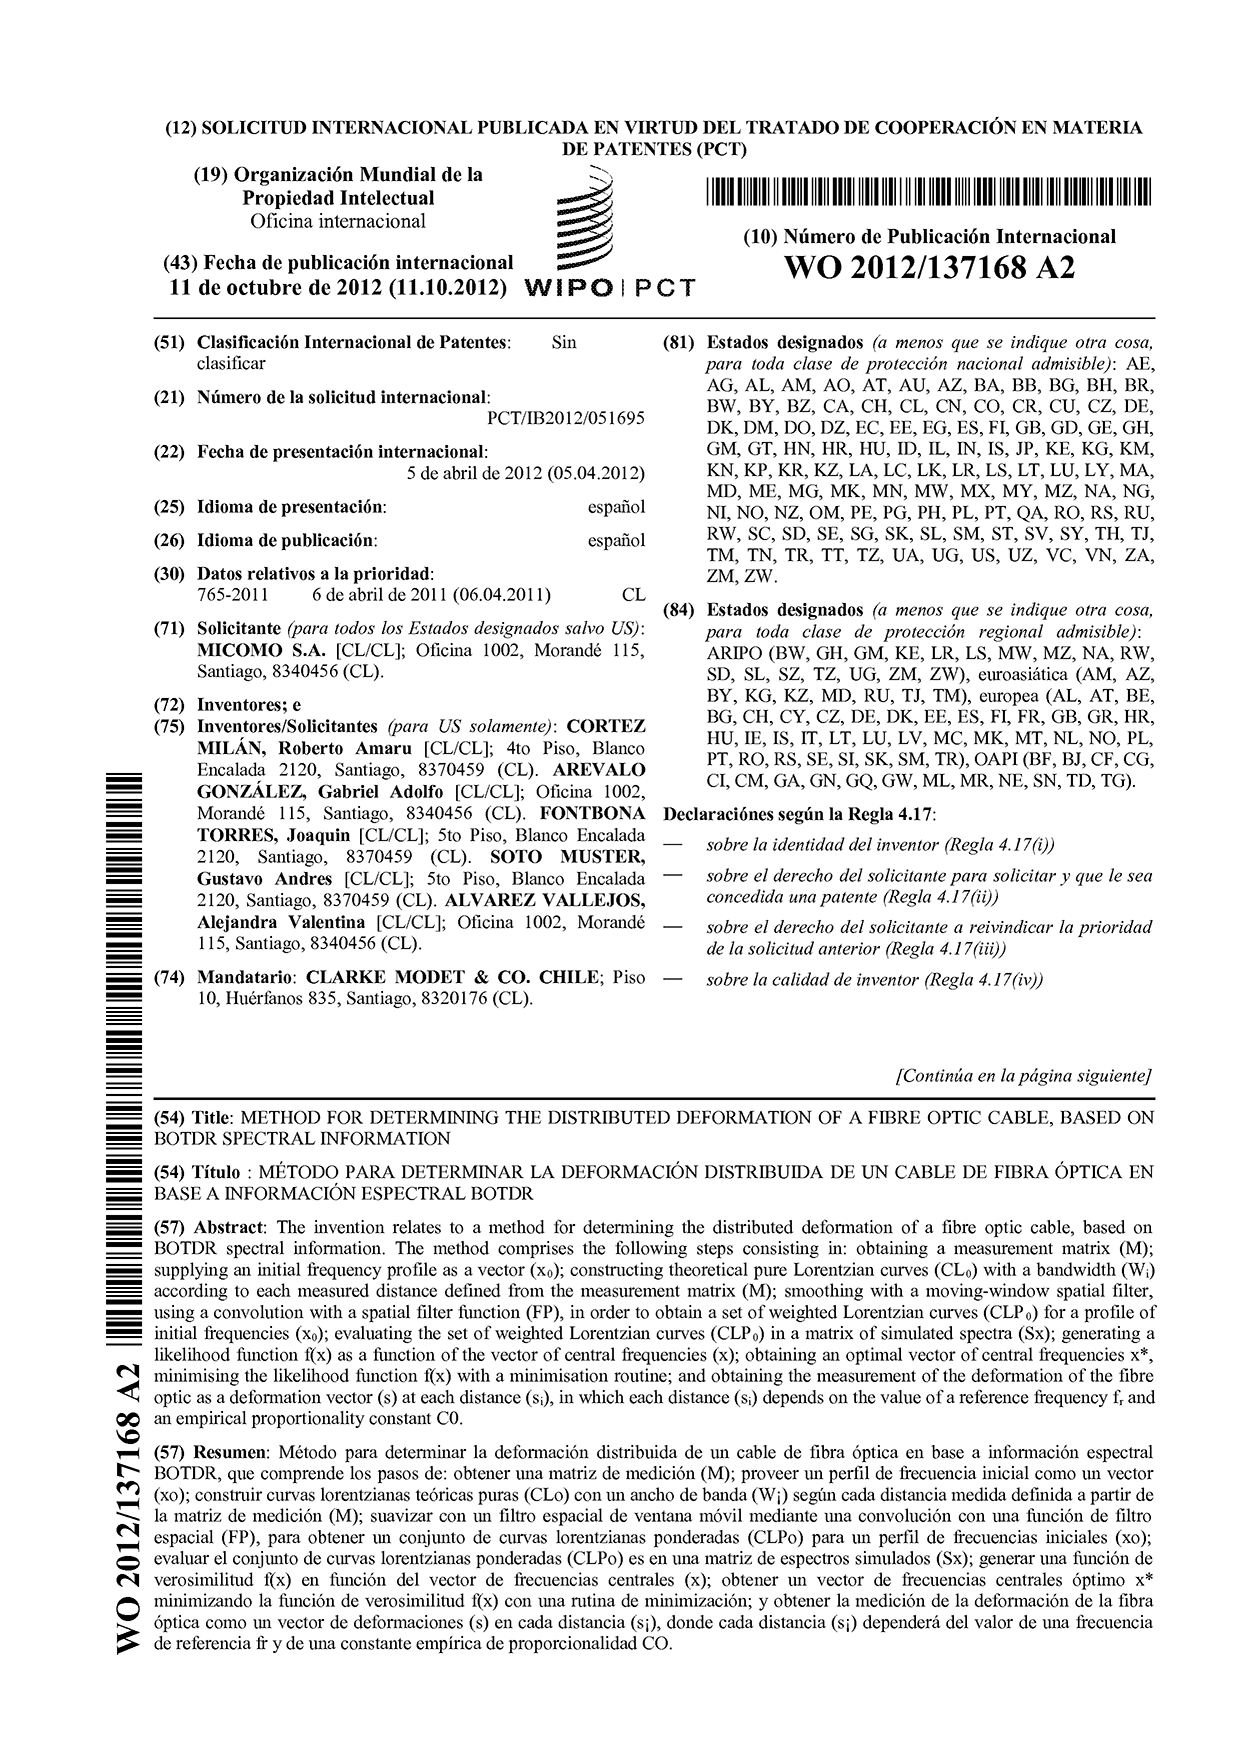 (12) SOLICITUD INTERNACIONAL PUBLICADA EN VIRTUD DEL TRATADO DE COOPERACIÓN EN MATERIA
DE PATENTES (PCT)
(19) Organización Mundial de la
Propiedad Intelectual
Oficina internacional
(43) Fecha de publicación internacional
11 de octubre de 2012 (11.10.2012)
WIPO | PCT
(10) Número de Publicación Internacional
WO 2012/137168 A2
(51) Clasificación Internacional de Patentes: Sin
clasificar
(21) Número de la solicitud internacional:
PCT/IB2012/051695
(22) Fecha de presentación internacional:
5 de abril de 2012 (05.04.2012)
(25) Idioma de presentación: español
(26) Idioma de publicación: español
(30) Datos relativos a la prioridad:
765-2011 6 de abril de 2011 (06.04.2011) CL
(71) Solicitante (para todos los Estados designados salvo US):
MICOMO S.A. [CL/CL]; Oficina 1002, Morandé 115,
Santiago, 8340456 (CL).
(72) Inventores; e
(75) Inventores/Solicitantes (para US solamente): CORTEZ
MILÁN, Roberto Amaru [CL/CL]; 4to Piso, Blanco
Encalada 2120, Santiago, 8370459 (CL). AREVALO
GONZÁLEZ, Gabriel Adolfo [CL/CL]; Oficina 1002,
Morandé 115, Santiago, 8340456 (CL). FONTBONA
TORRES, Joaquin [CL/CL]; 5to Piso, Blanco Encalada
2120, Santiago, 8370459 (CL). SOTO MUSTER,
Gustavo Andres [CL/CL]; 5to Piso, Blanco Encalada
2120, Santiago, 8370459 (CL). ALVAREZ VALLEJOS,
Alejandra Valentina [CL/CL]; Oficina 1002, Morandé
115, Santiago, 8340456 (CL).
(74) Mandatario: CLARKE MODET & CO. CHILE; Piso
10, Huérfanos 835, Santiago, 8320176 (CL).
(81) Estados designados (a menos que se indique otra cosa,
para toda clase de protección nacional admisible): AE,
AG, AL, AM, AO, AT, AU, AZ, BA, BB, BG, BH, BR,
BW, BY, BZ, CA, CH, CL, CN, CO, CR, CU, CZ, DE,
DK, DM, DO, DZ, EC, EE, EG, ES, FI, GB, GD, GE, GH,
GM, GT, HN, HR, HU, ID, IL, IN, IS, JP, KE, KG, KM,
KN, KP, KR, KZ, LA, LC, LK, LR, LS, LT, LU, LY, MA,
MD, ME, MG, MK, MN, MW, MX, MY, MZ, NA, NG,
NI, NO, NZ, OM, PE, PG, PH, PL, PT, QA, RO, RS, RU,
RW, SC, SD, SE, SG, SK, SL, SM, ST, SV, SY, TH, TJ,
TM, TN, TR, TT, TZ, UA, UG, US, UZ, VC, VN, ZA,
ZM, ZW.
(84) Estados designados (a menos que se indique otra cosa,
para toda clase de protección regional admisible):
ARIPO (BW, GH, GM, KE, LR, LS, MW, MZ, NA, RW,
SD, SL, SZ, TZ, UG, ZM, ZW), euroasiática (AM, AZ,
BY, KG, KZ, MD, RU, TJ, TM), europea (AL, AT, BE,
BG, CH, CY, CZ, DE, DK, EE, ES, FI, FR, GB, GR, HR,
HU, IE, IS, IT, LT, LU, LV, MC, MK, MT, NL, NO, PL,
PT, RO, RS, SE, SI, SK, SM, TR), OAPI (BF, BJ, CF, CG,
CI, CM, GA, GN, GQ, GW, ML, MR, NE, SN, TD, TG).
Declaraciónes según la Regla 4.17:
— sobre la identidad del inventor (Regla 4.17(i))
— sobre el derecho del solicitante para solicitar y que le sea
concedida una patente (Regla 4.17(ii))
— sobre el derecho del solicitante a reivindicar la prioridad
de la solicitud anterior (Regla 4.17(iii))
— sobre la calidad de inventor (Regla 4.17(iv))
[Continúa en la página siguiente]
(54) Title: METHOD FOR DETERMINING THE DISTRIBUTED DEFORMATION OF A FIBRE OPTIC CABLE, BASED ON
BOTDR SPECTRAL INFORMATION
(54) Título : MÉTODO PARA DETERMINAR LA DEFORMACIÓN DISTRIBUIDA DE UN CABLE DE FIBRA ÓPTICA EN
BASE A INFORMACIÓN ESPECTRAL BOTDR
(57) Abstract: The invention relates to a method for determining the distributed deformation of a fibre optic cable, based on
BOTDR spectral information. The method comprises the following steps consisting in: obtaining a measurement matrix (M);
supplying an initial frequency profile as a vector (x₀); constructing theoretical pure Lorentzian curves (CL₀) with a bandwidth (Wᵢ)
according to each measured distance defined from the measurement matrix (M); smoothing with a moving-window spatial filter,
using a convolution with a spatial filter function (FP), in order to obtain a set of weighted Lorentzian curves (CLP₀) for a profile of
initial frequencies (x₀); evaluating the set of weighted Lorentzian curves (CLP₀) in a matrix of simulated spectra (Sx); generating a
likelihood function f(x) as a function of the vector of central frequencies (x); obtaining an optimal vector of central frequencies x*,
minimising the likelihood function f(x) with a minimisation routine; and obtaining the measurement of the deformation of the fibre
optic as a deformation vector (s) at each distance (sᵢ), in which each distance (sᵢ) depends on the value of a reference frequency fᵣ and
an empirical proportionality constant C0.
(57) Resumen: Método para determinar la deformación distribuida de un cable de fibra óptica en base a información espectral
BOTDR, que comprende los pasos de: obtener una matriz de medición (M); proveer un perfil de frecuencia inicial como un vector
(xo); construir curvas lorentzianas teóricas puras (CLo) con un ancho de banda (W¡) según cada distancia medida definida a partir de
la matriz de medición (M); suavizar con un filtro espacial de ventana móvil mediante una convolución con una función de filtro
espacial (FP), para obtener un conjunto de curvas lorentzianas ponderadas (CLPo) para un perfil de frecuencias iniciales (xo);
evaluar el conjunto de curvas lorentzianas ponderadas (CLPo) es en una matriz de espectros simulados (Sx); generar una función de
verosimilitud f(x) en función del vector de frecuencias centrales (x); obtener un vector de frecuencias centrales óptimo x*
minimizando la función de verosimilitud f(x) con una rutina de minimización; y obtener la medición de la deformación de la fibra
óptica como un vector de deformaciones (s) en cada distancia (s¡), donde cada distancia (s¡) dependerá del valor de una frecuencia
de referencia fr y de una constante empírica de proporcionalidad CO.
WO 2012/137168 A2